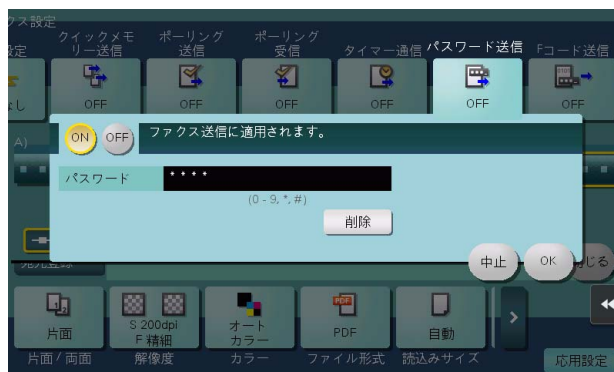 クス設定
設定
クイックメモ
リー送信
ポーリング
送信
ポーリング
受信
タイマー通信
パスワード送信
Fコード送信
なし
OFF
OFF
OFF
OFF
OFF
OFF
A)
ON
OFF
ファクス送信に適用されます。
パスワード
* * * *
(0 - 9, *, #)
削除
中止
OK
じる
片面
S 200dpi
F 精細
オート
カラー
PDF
自動
片面 / 両面
解像度
カラー
ファイル形式
読込みサイズ
応用設定